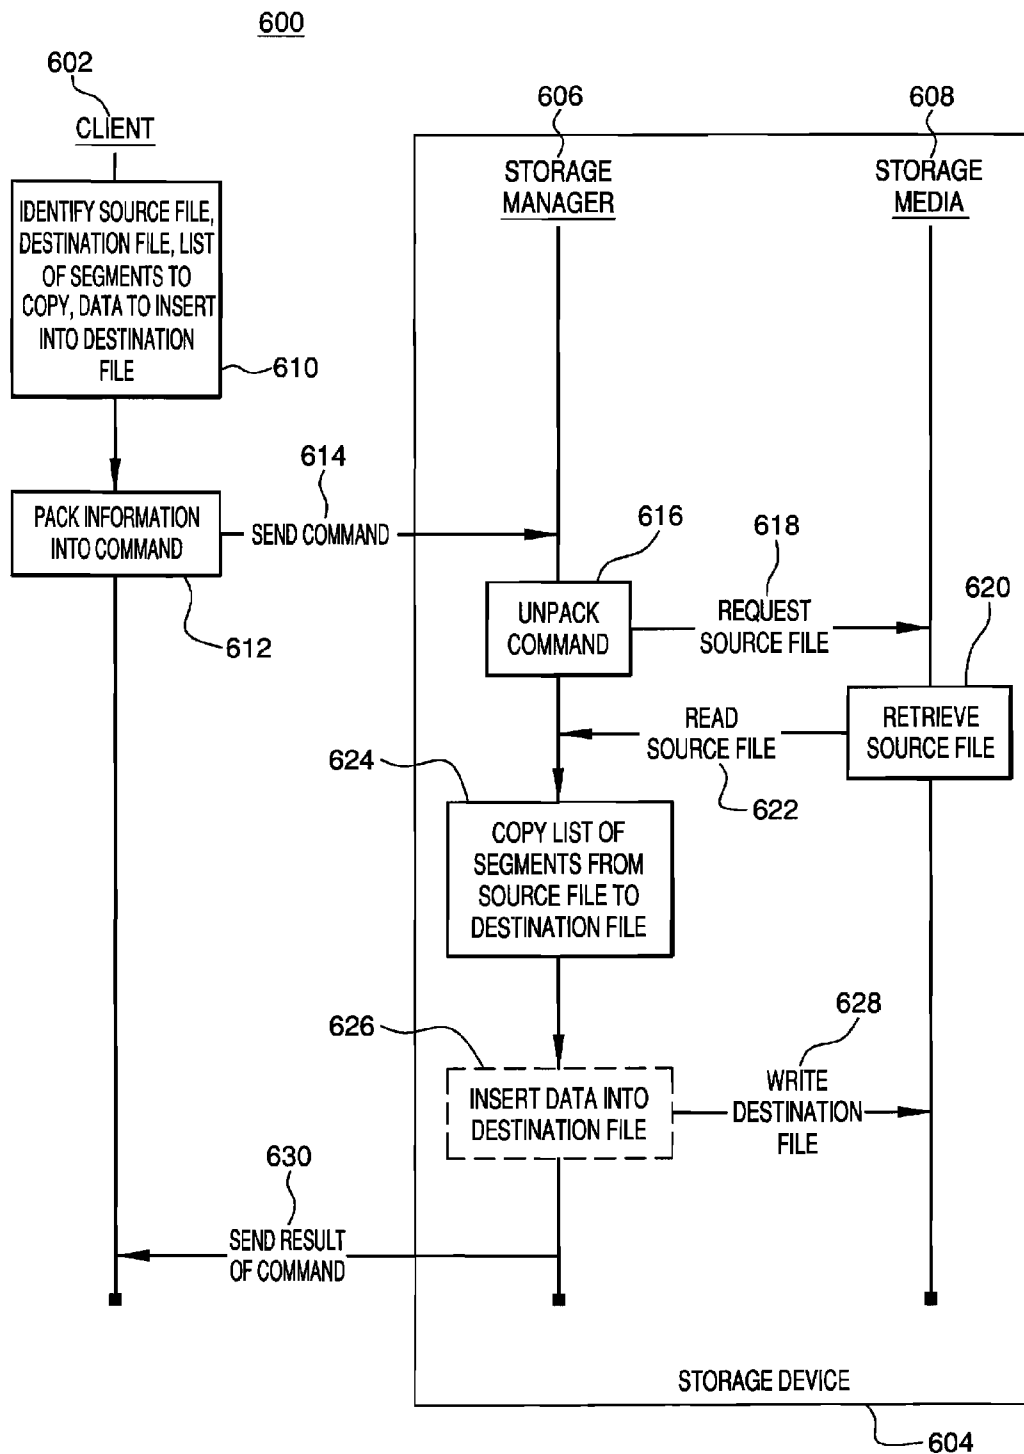 600
602
CLIENT
606
608
STORAGE
MANAGER
STORAGE
MEDIA
IDENTIFY SOURCE FILE,
DESTINATION FILE, LIST
OF SEGMENTS TO
COPY, DATA TO INSERT
INTO DESTINATION
FILE
610
614
PACK INFORMATION
INTO COMMAND
SEND COMMAND
612
616
618
620
UNPACK
COMMAND
REQUEST
SOURCE FILE
RETRIEVE
SOURCE FILE
READ
SOURCE FILE
622
624
COPY LIST OF
SEGMENTS FROM
SOURCE FILE TO
DESTINATION FILE
626
628
INSERT DATA INTO
DESTINATION FILE
WRITE
DESTINATION
FILE
630
SEND RESULT
OF COMMAND
STORAGE DEVICE
604